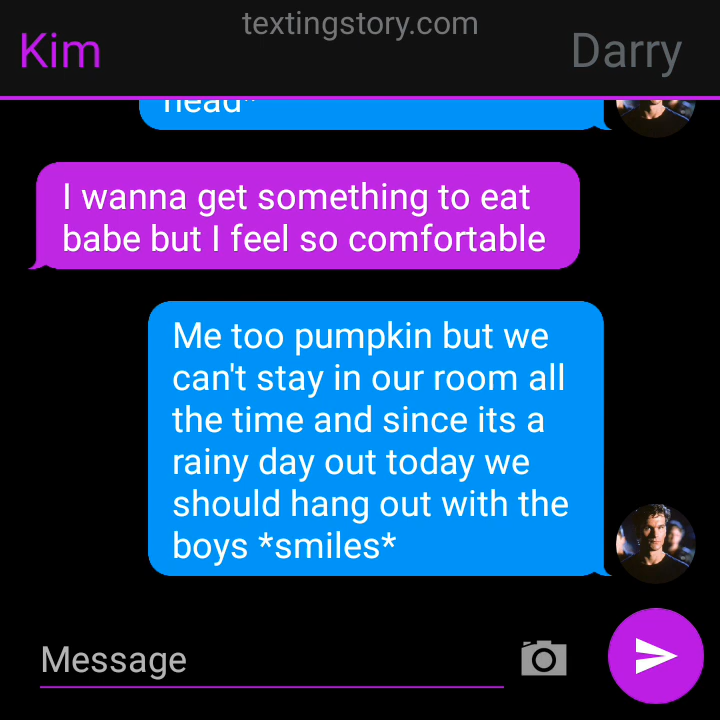 textingstory.com
Kim
Darry
head*
I wanna get something to eat
babe but I feel so comfortable
Me too pumpkin but we
can't stay in our room all
the time and since its a
rainy day out today we
should hang out with the
boys *smiles*
Message